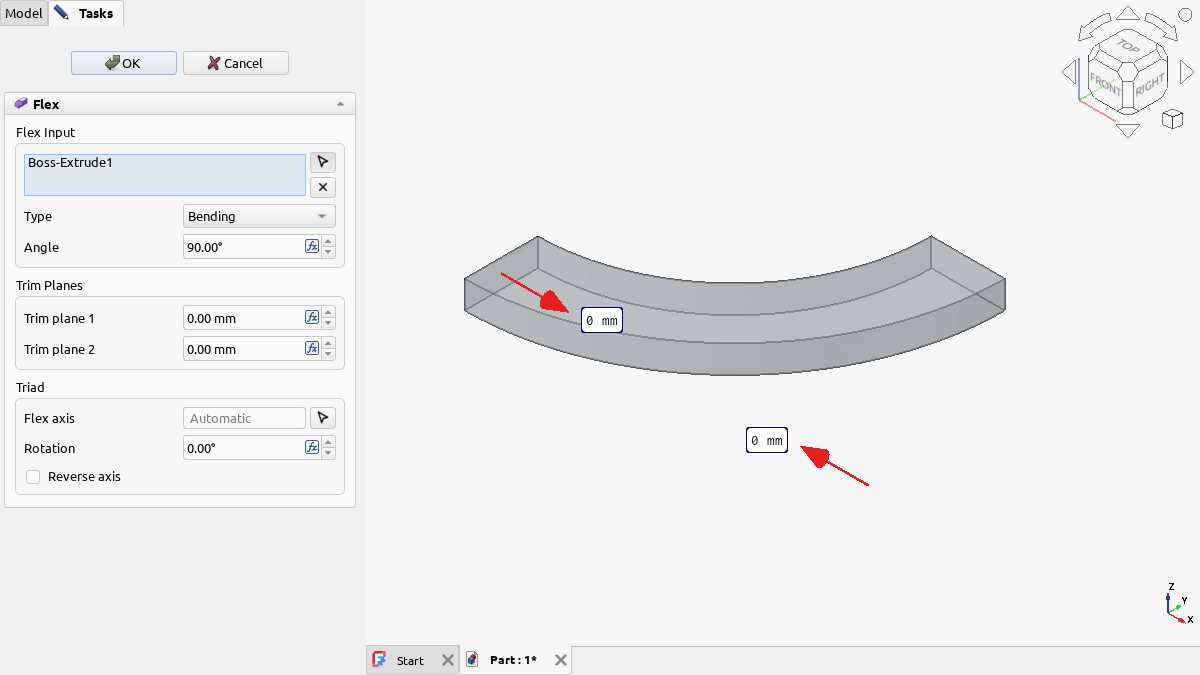 Model
Tasks
OK
Cancel
Flex
Flex Input
Boss-Extrude1
Type
Bending
Angle
90.00°
Trim Planes
Trim plane 1
0.00 mm
Trim plane 2
0.00 mm
Triad
Flex axis
Automatic
Rotation
0.00°
Reverse axis
0 mm
0 mm
TOP
FRONT
RIGHT
Z
Y
X
Start
Part : 1*